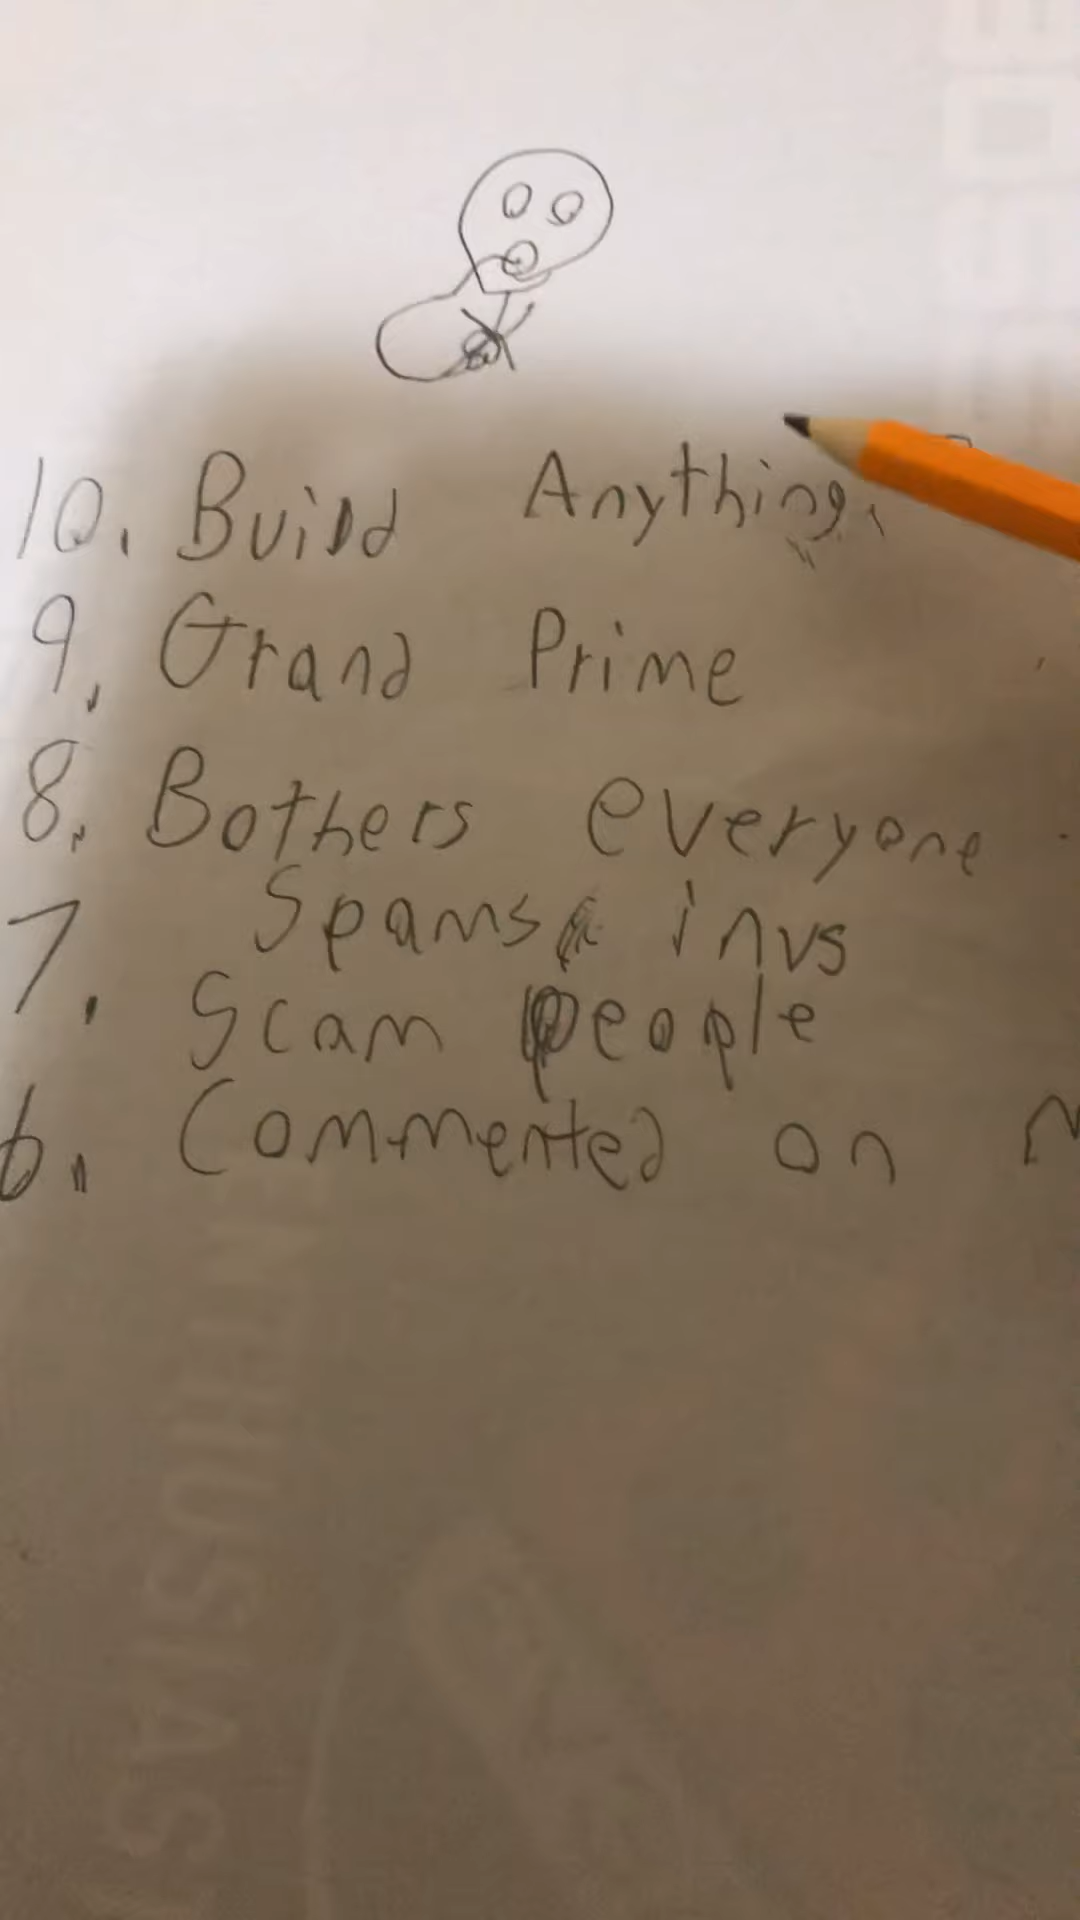 10. Build Anything.
9. Grand Prime
8. Bothers everyone
Spams invs
7. Scam people
6. Commented on